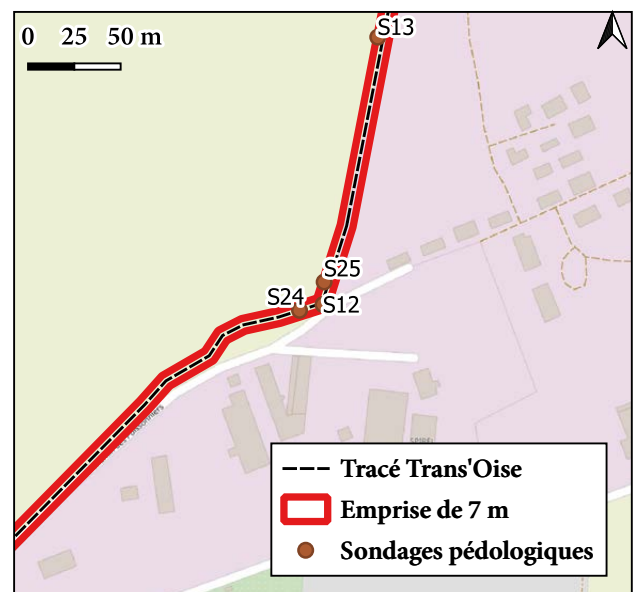 S13
0 25 50 m
S25
S24
S12
Tracé Trans'Oise
Emprise de 7 m
Sondages pédologiques